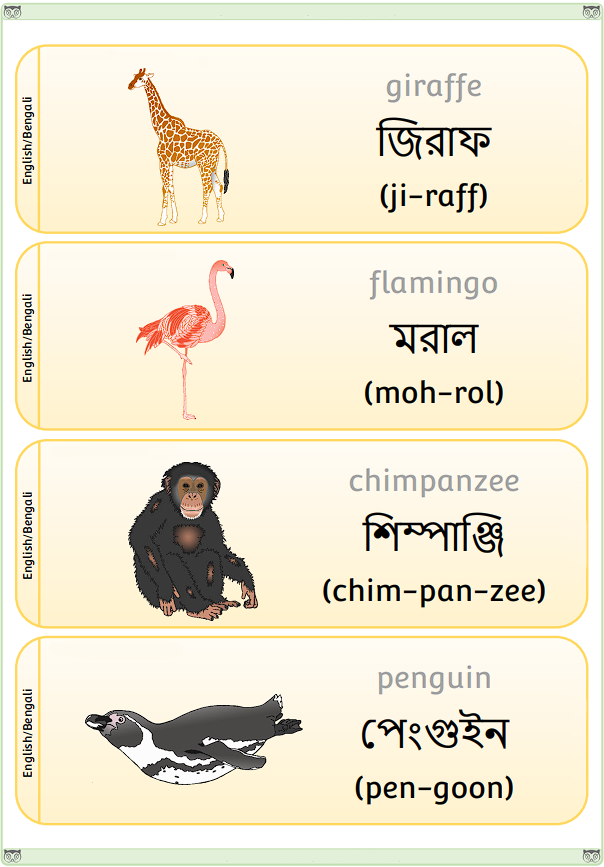 English/Bengali
giraffe
জিরাফ
(ji-raff)
English/Bengali
flamingo
মরাল
(moh-rol)
English/Bengali
chimpanzee
শিম্পাঞ্জি
(chim-pan-zee)
English/Bengali
penguin
পেংগুইন
(pen-goon)